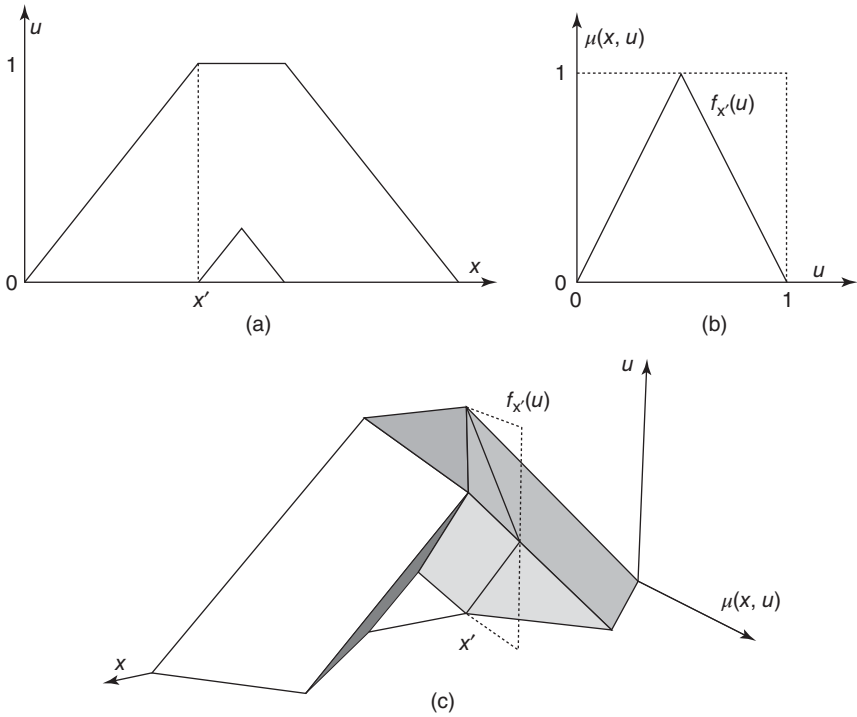 u
1
0
x′
x
(a)
μ(x, u)
1
f_x′(u)
0
0
1
u
(b)
u
f_x′(u)
μ(x, u)
x′
x
(c)